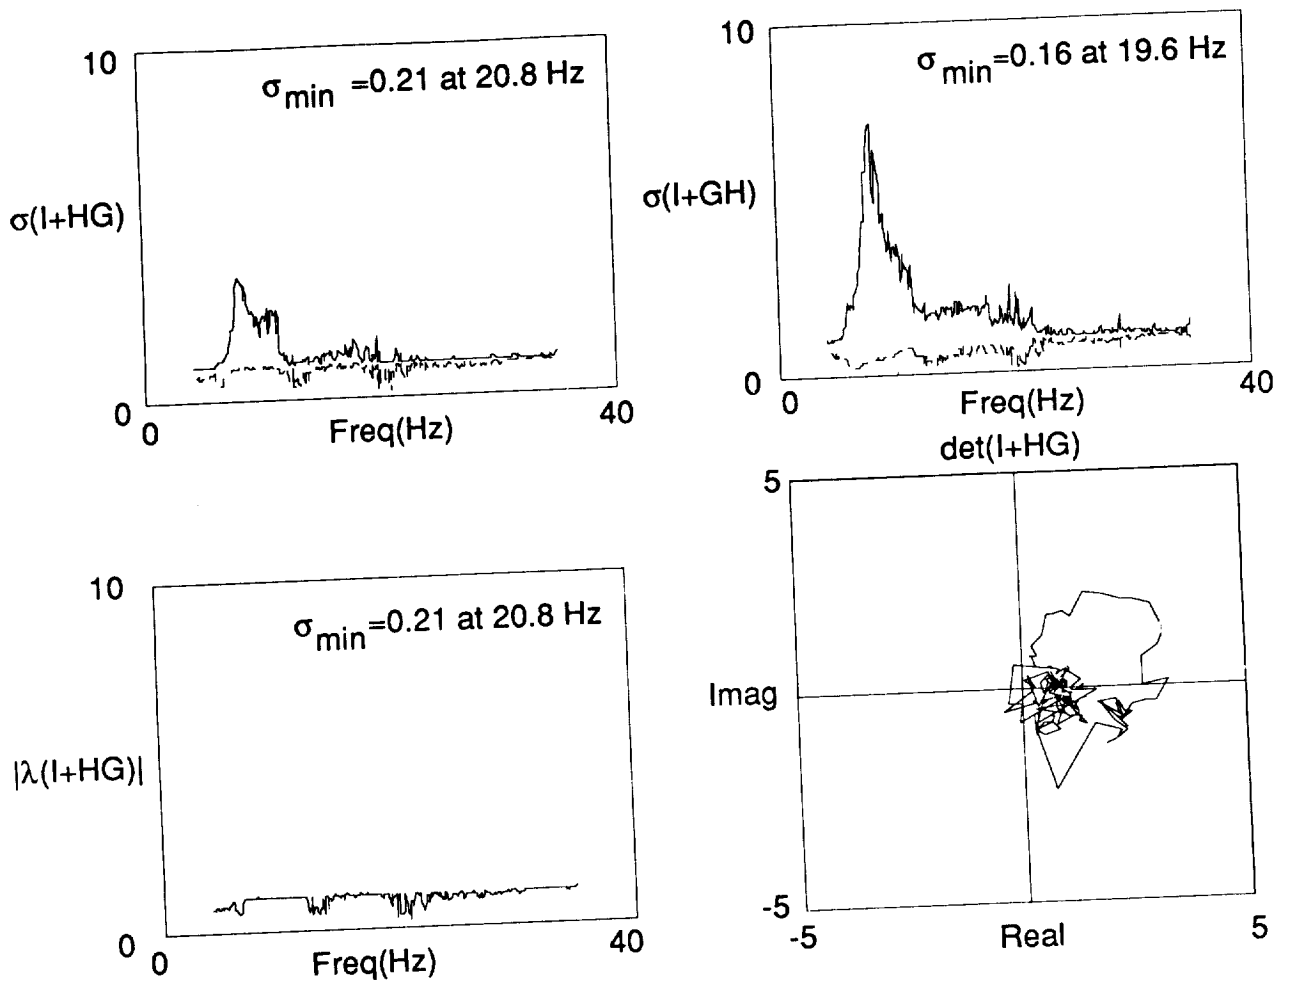 10
σmin =0.21 at 20.8 Hz
σ(I+HG)
0
0
Freq(Hz)
40
10
σmin=0.16 at 19.6 Hz
σ(I+GH)
0
0
Freq(Hz)
40
10
σmin=0.21 at 20.8 Hz
|λ(I+HG)|
0
0
Freq(Hz)
40
det(I+HG)
5
Imag
-5
-5
Real
5